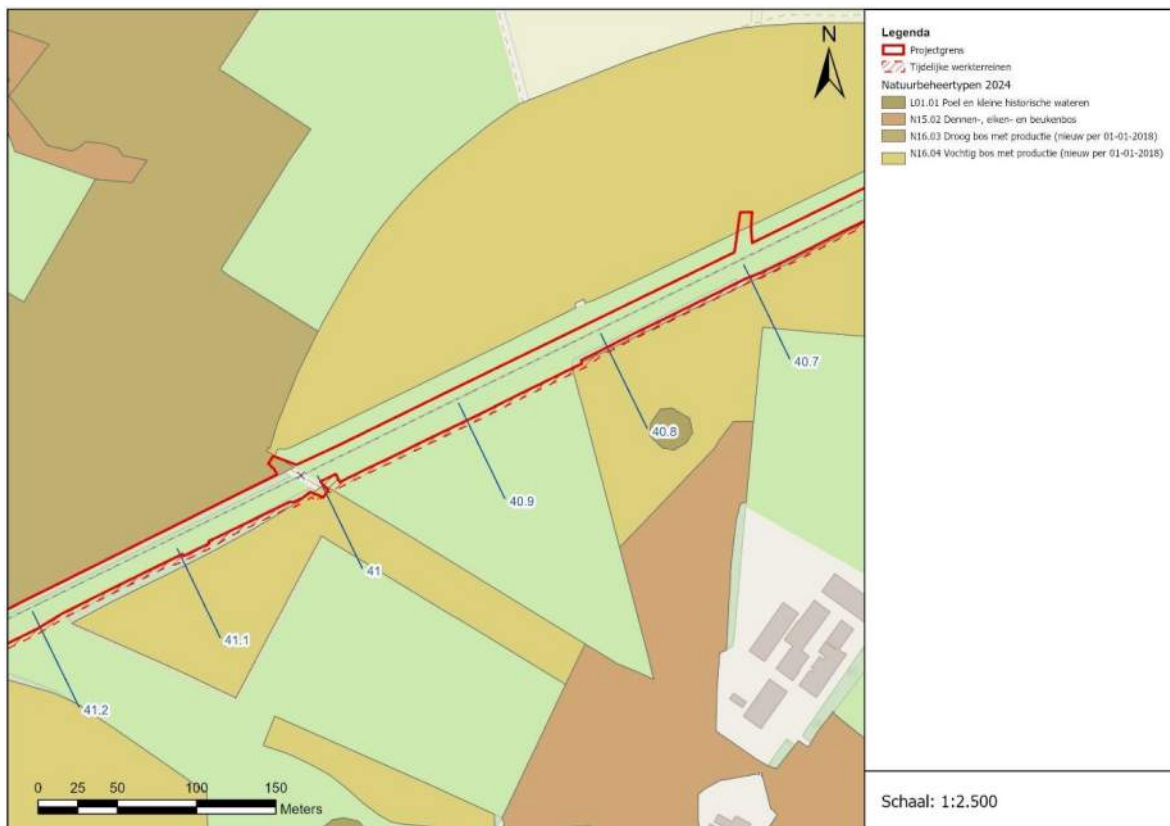 Legenda
Projectgrens
Tijdelijke werkterreinen
Natuurbeheertypen 2024
L01.01 Poel en kleine historische wateren
N15.02 Dennen-, eiken- en beukenbos
N16.03 Droog bos met productie (nieuw per 01-01-2018)
N16.04 Vochtig bos met productie (nieuw per 01-01-2018)
N
40.7
40.8
40.9
41
41.1
41.2
0 25 50 100 150
Meters
Schaal: 1:2.500